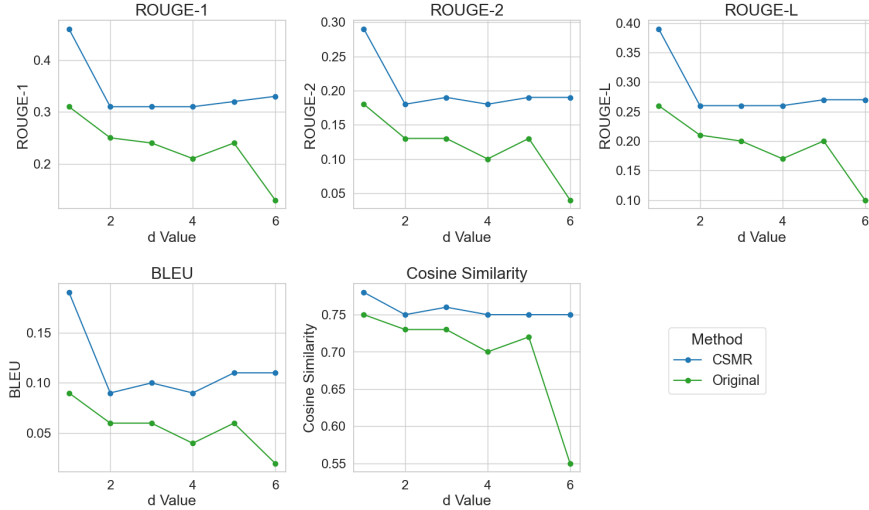 ROUGE-1
ROUGE-1
0.4
0.3
0.2
2
4
6
d Value
ROUGE-2
ROUGE-2
0.30
0.25
0.20
0.15
0.10
0.05
2
4
6
d Value
ROUGE-L
ROUGE-L
0.40
0.35
0.30
0.25
0.20
0.15
0.10
2
4
6
d Value
BLEU
BLEU
0.15
0.10
0.05
2
4
6
d Value
Cosine Similarity
Cosine Similarity
0.75
0.70
0.65
0.60
0.55
2
4
6
d Value
Method
CSMR
Original